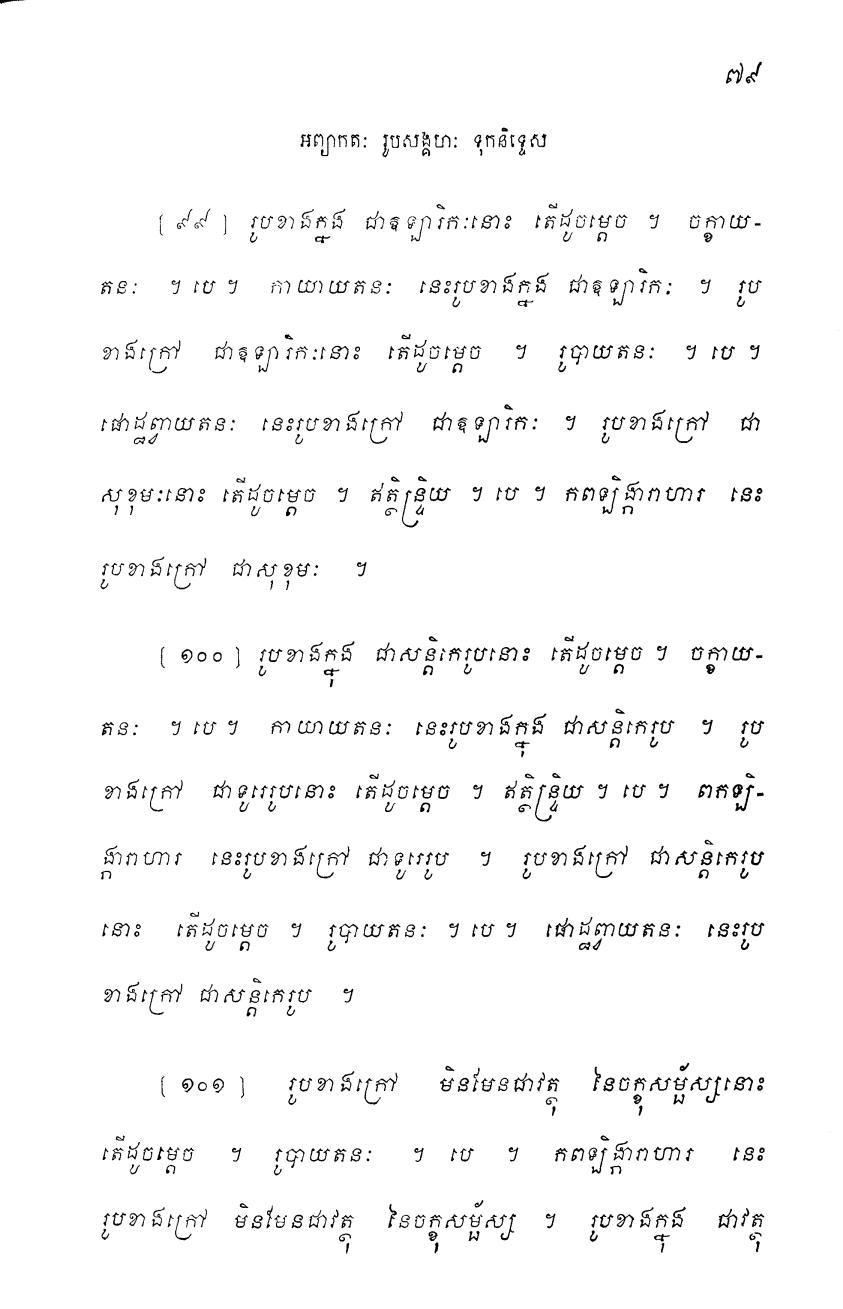 ៧៩
អព្យាកតៈ រូបសង្គហៈ ទុកនិទ្ទេស
[ ៩៩ ] រូបខាងក្នុង ជាឱឡារិកៈនោះ តើដូចម្តេច ។ ចក្ខាយ-
តនៈ ។ បេ ។ កាយាយតនៈ នេះរូបខាងក្នុង ជាឱឡារិកៈ ។ រូប
ខាងក្រៅ ជាឱឡារិកៈនោះ តើដូចម្តេច ។ រូបាយតនៈ ។ បេ ។
ផោដ្ឋព្វាយតនៈ នេះរូបខាងក្រៅ ជាឱឡារិកៈ ។ រូបខាងក្រៅ ជា
សុខុមៈនោះ តើដូចម្តេច ។ ឥត្ថិន្ទ្រិយ ។ បេ ។ កពឡិង្ការាហារ នេះ
រូបខាងក្រៅ ជាសុខុមៈ ។
[ ១០០ ] រូបខាងក្នុង ជាសន្តិកេរូបនោះ តើដូចម្តេច ។ ចក្ខាយ-
តនៈ ។ បេ ។ កាយាយតនៈ នេះរូបខាងក្នុង ជាសន្តិកេរូប ។ រូប
ខាងក្រៅ ជាទូរេរូបនោះ តើដូចម្តេច ។ ឥត្ថិន្ទ្រិយ ។ បេ ។ ពកឡិ-
ង្ការាហារ នេះរូបខាងក្រៅ ជាទូរេរូប ។ រូបខាងក្រៅ ជាសន្តិកេរូប
នោះ តើដូចម្តេច ។ រូបាយតនៈ ។ បេ ។ ផោដ្ឋព្វាយតនៈ នេះរូប
ខាងក្រៅ ជាសន្តិកេរូប ។
[ ១០១ ] រូបខាងក្រៅ មិនមែនជាវត្ថុ នៃចក្ខុសម្ផ័ស្សនោះ
តើដូចម្តេច ។ រូបាយតនៈ ។ បេ ។ កពឡិង្ការាហារ នេះ
រូបខាងក្រៅ មិនមែនជាវត្ថុ នៃចក្ខុសម្ផ័ស្ស ។ រូបខាងក្នុង ជាវត្ថុ